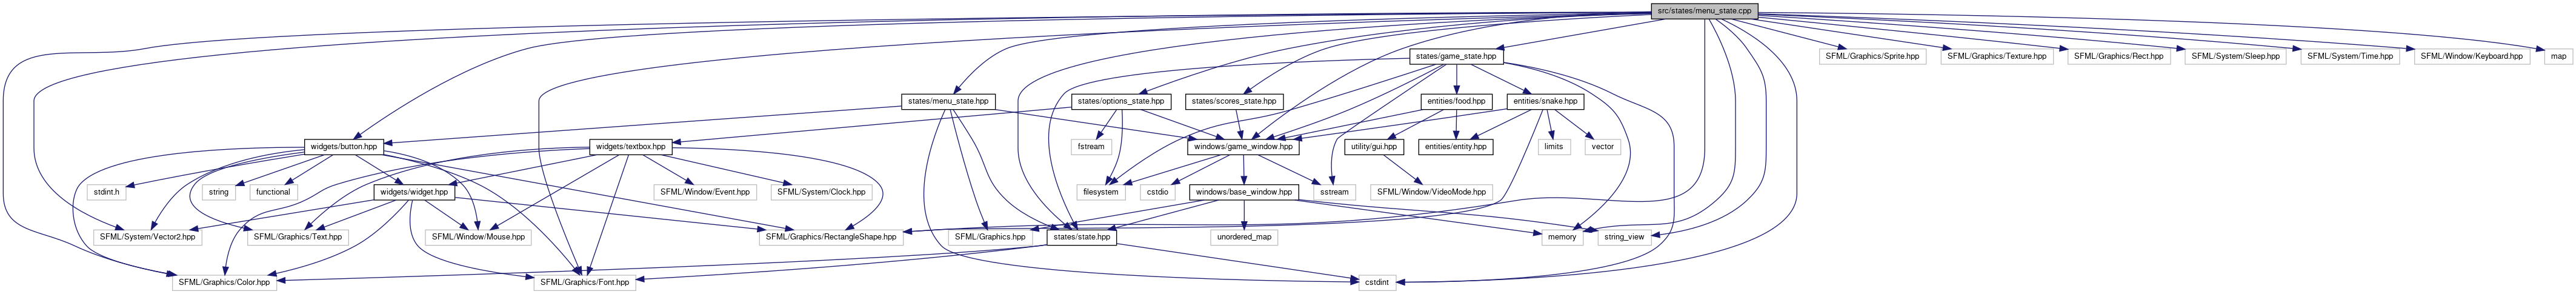 src/states/menu_state.cpp
states/game_state.hpp
SFML/Graphics/Sprite.hpp
SFML/Graphics/Texture.hpp
SFML/Graphics/Rect.hpp
SFML/System/Sleep.hpp
SFML/System/Time.hpp
SFML/Window/Keyboard.hpp
map
states/menu_state.hpp
states/options_state.hpp
states/scores_state.hpp
entities/food.hpp
entities/snake.hpp
widgets/button.hpp
widgets/textbox.hpp
fstream
windows/game_window.hpp
utility/gui.hpp
entities/entity.hpp
limits
vector
stdint.h
string
functional
widgets/widget.hpp
SFML/Window/Event.hpp
SFML/System/Clock.hpp
filesystem
cstdio
windows/base_window.hpp
sstream
SFML/Window/VideoMode.hpp
SFML/System/Vector2.hpp
SFML/Graphics/Text.hpp
SFML/Window/Mouse.hpp
SFML/Graphics/RectangleShape.hpp
SFML/Graphics.hpp
states/state.hpp
unordered_map
memory
string_view
SFML/Graphics/Color.hpp
SFML/Graphics/Font.hpp
cstdint